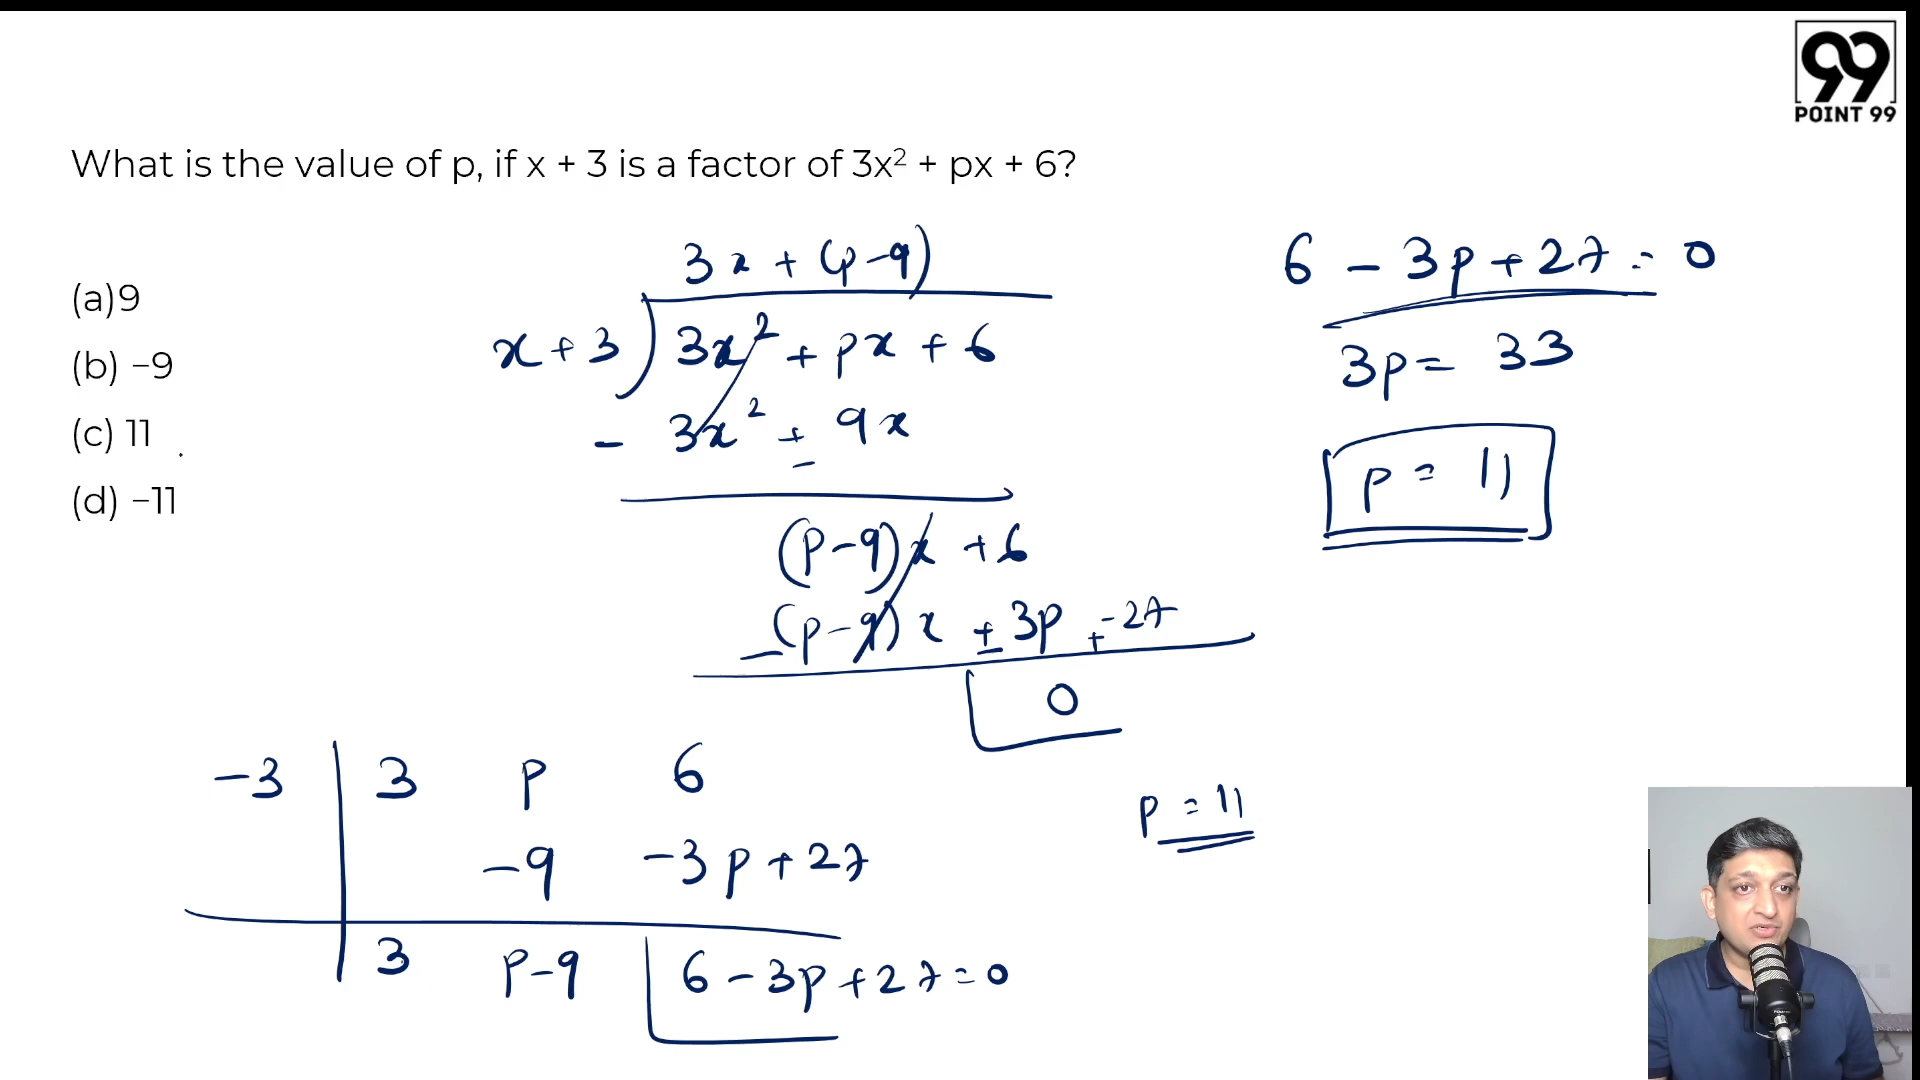 99
POINT 99
What is the value of p, if x + 3 is a factor of 3x² + px + 6?
(a)9
(b) −9
(c) 11
(d) −11
3x + (p-9)
x+3) 3x² + px + 6
- 3x² + 9x
-
(p-9)x +6
-(p-9)x + 3p - 27
- +
0
6 - 3p + 27 = 0
3p = 33
p = 11
-3 | 3 p 6
-9 -3p+27
3 p-9 6-3p+27=0
p = 11